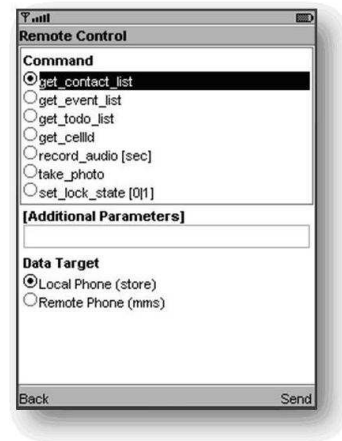 Remote Control
Command
get_contact_list
get_event_list
get_todo_list
get_cellId
record_audio [sec]
take_photo
set_lock_state [0|1]
[Additional Parameters]
Data Target
Local Phone (store)
Remote Phone (mms)
Back Send